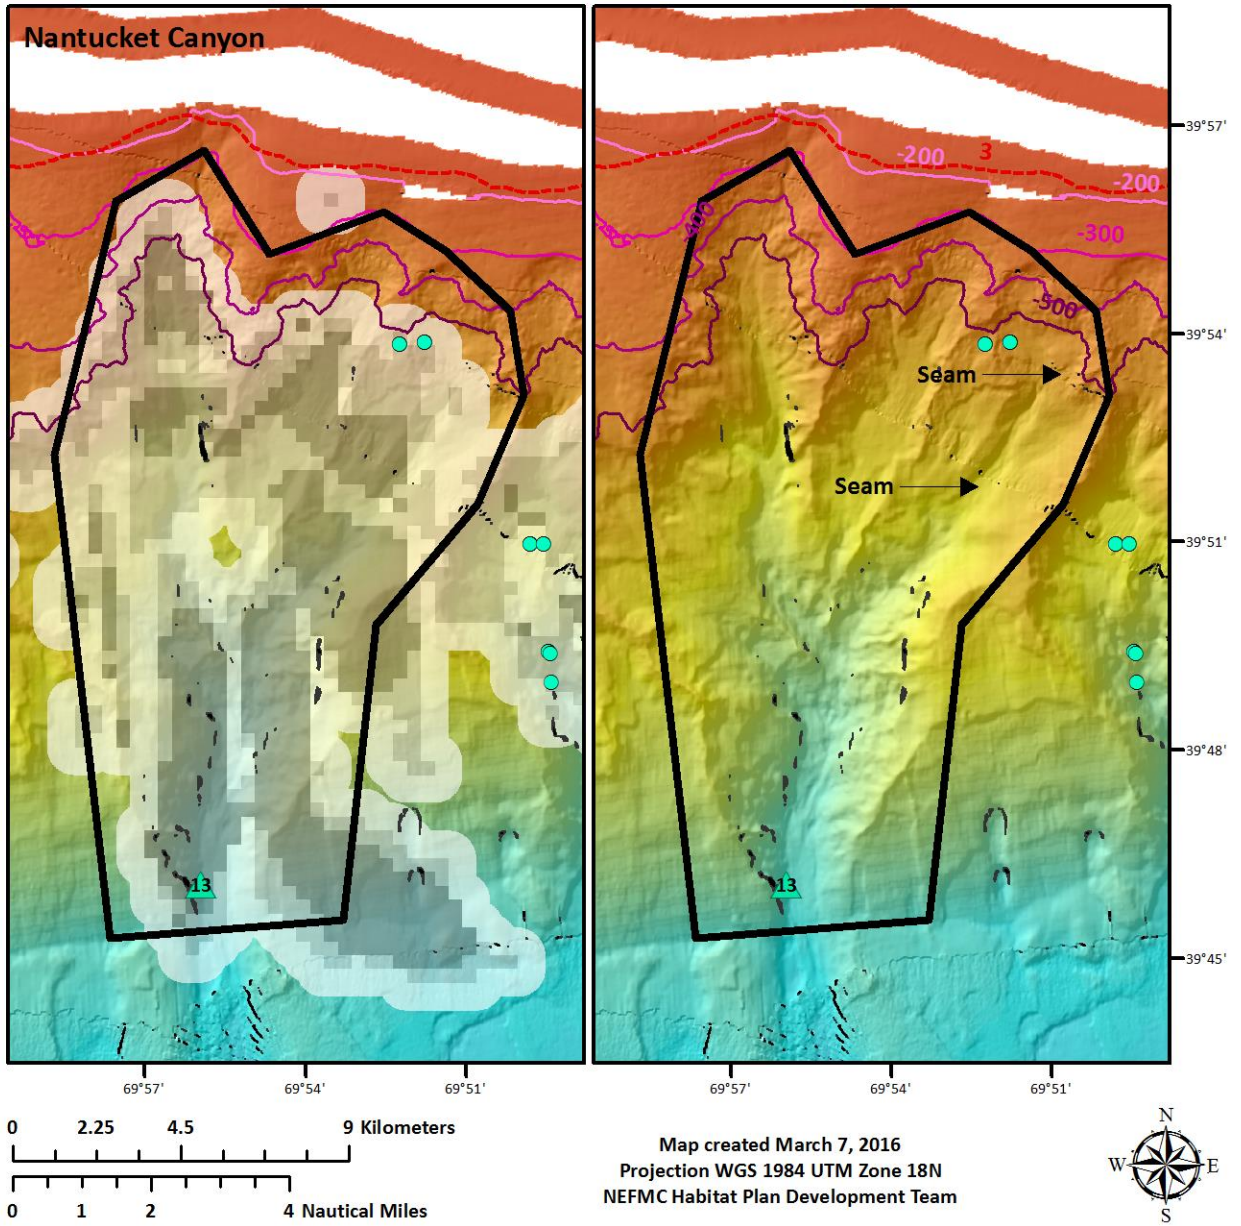 Nantucket Canyon
-200
3
-200
-400
-300
-500
Seam
Seam
13
13
39°57'
39°54'
39°51'
39°48'
39°45'
69°57'
69°54'
69°51'
69°57'
69°54'
69°51'
0 2.25 4.5 9 Kilometers
0 1 2 4 Nautical Miles
Map created March 7, 2016
Projection WGS 1984 UTM Zone 18N
NEFMC Habitat Plan Development Team
N
W E
S